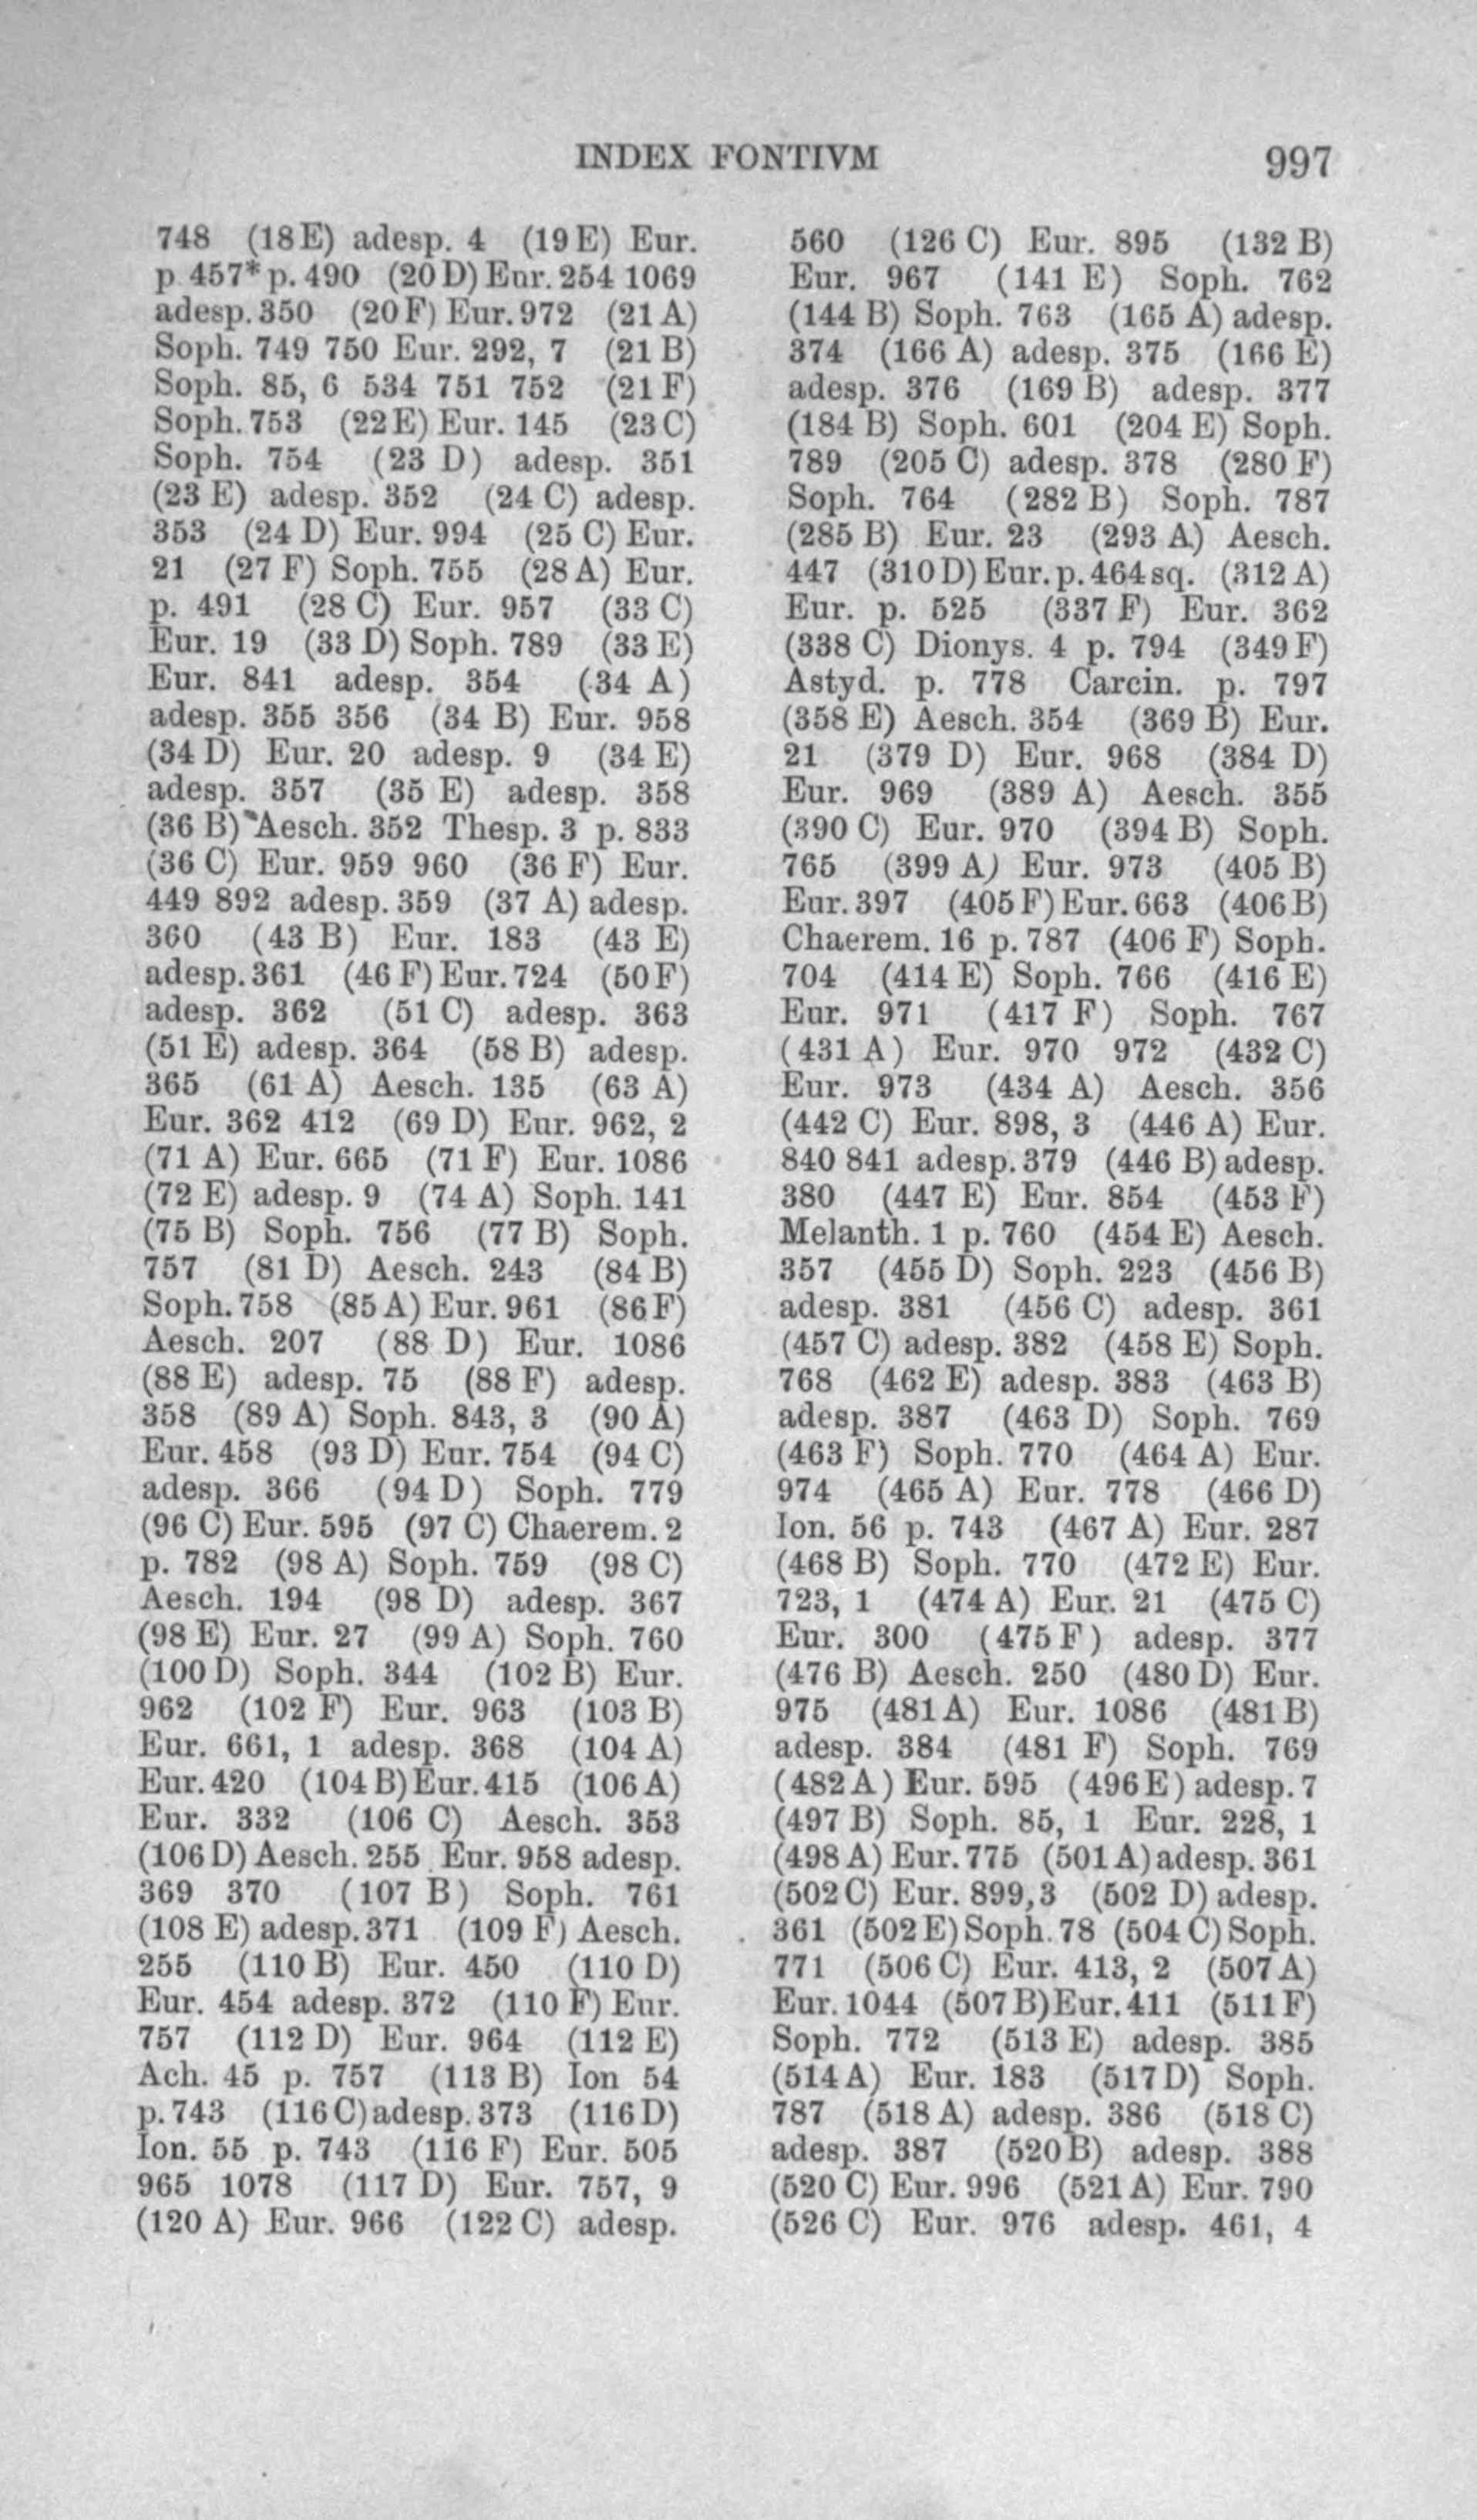 INDEX FONTIVM 997
748 (18E) adesp. 4 (19E) Eur.
p 457* p. 490 (20D) Eur. 254 1069
adesp. 350 (20F) Eur. 972 (21A)
Soph. 749 750 Eur. 292, 7 (21B)
Soph. 85, 6 534 751 752 (21F)
Soph. 753 (22E) Eur. 145 (23C)
Soph. 754 (23 D) adesp. 351
(23 E) adesp. 352 (24 C) adesp.
353 (24 D) Eur. 994 (25 C) Eur.
21 (27 F) Soph. 755 (28A) Eur.
p. 491 (28 C) Eur. 957 (33 C)
Eur. 19 (33 D) Soph. 789 (33 E)
Eur. 841 adesp. 354 (34 A)
adesp. 355 356 (34 B) Eur. 958
(34 D) Eur. 20 adesp. 9 (34 E)
adesp. 357 (35 E) adesp. 358
(36 B) Aesch. 352 Thesp. 3 p. 833
(36 C) Eur. 959 960 (36 F) Eur.
449 892 adesp. 359 (37 A) adesp.
360 (43 B) Eur. 183 (43 E)
adesp. 361 (46 F) Eur. 724 (50F)
adesp. 362 (51 C) adesp. 363
(51 E) adesp. 364 (58 B) adesp.
365 (61 A) Aesch. 135 (63 A)
Eur. 362 412 (69 D) Eur. 962, 2
(71 A) Eur. 665 (71 F) Eur. 1086
(72 E) adesp. 9 (74 A) Soph. 141
(75 B) Soph. 756 (77 B) Soph.
757 (81 D) Aesch. 243 (84 B)
Soph. 758 (85A) Eur. 961 (86F)
Aesch. 207 (88 D) Eur. 1086
(88 E) adesp. 75 (88 F) adesp.
358 (89 A) Soph. 843, 3 (90 A)
Eur. 458 (93 D) Eur. 754 (94 C)
adesp. 366 (94 D) Soph. 779
(96 C) Eur. 595 (97 C) Chaerem. 2
p. 782 (98 A) Soph. 759 (98 C)
Aesch. 194 (98 D) adesp. 367
(98 E) Eur. 27 (99 A) Soph. 760
(100 D) Soph. 344 (102 B) Eur.
962 (102 F) Eur. 963 (103 B)
Eur. 661, 1 adesp. 368 (104 A)
Eur. 420 (104B) Eur. 415 (106A)
Eur. 332 (106 C) Aesch. 353
(106D) Aesch. 255 Eur. 958 adesp.
369 370 (107 B) Soph. 761
(108 E) adesp. 371 (109 F) Aesch.
255 (110 B) Eur. 450 (110 D)
Eur. 454 adesp. 372 (110 F) Eur.
757 (112 D) Eur. 964 (112 E)
Ach. 45 p. 757 (113 B) Ion 54
p. 743 (116C) adesp. 373 (116D)
Ion. 55 p. 743 (116 F) Eur. 505
965 1078 (117 D) Eur. 757, 9
(120 A) Eur. 966 (122 C) adesp.
560 (126 C) Eur. 895 (132 B)
Eur. 967 (141 E) Soph. 762
(144 B) Soph. 763 (165 A) adesp.
374 (166 A) adesp. 375 (166 E)
adesp. 376 (169 B) adesp. 377
(184 B) Soph. 601 (204 E) Soph.
789 (205 C) adesp. 378 (280 F)
Soph. 764 (282 B) Soph. 787
(285 B) Eur. 23 (293 A) Aesch.
447 (310D) Eur. p. 464 sq. (312 A)
Eur. p. 525 (337 F) Eur. 362
(338 C) Dionys. 4 p. 794 (349 F)
Astyd. p. 778 Carcin. p. 797
(358 E) Aesch. 354 (369 B) Eur.
21 (379 D) Eur. 968 (384 D)
Eur. 969 (389 A) Aesch. 355
(390 C) Eur. 970 (394 B) Soph.
765 (399 A) Eur. 973 (405 B)
Eur. 397 (405F) Eur. 663 (406B)
Chaerem. 16 p. 787 (406 F) Soph.
704 (414 E) Soph. 766 (416 E)
Eur. 971 (417 F) Soph. 767
(431 A) Eur. 970 972 (432 C)
Eur. 973 (434 A) Aesch. 356
(442 C) Eur. 898, 3 (446 A) Eur.
840 841 adesp. 379 (446 B) adesp.
380 (447 E) Eur. 854 (453 F)
Melanth. 1 p. 760 (454 E) Aesch.
357 (455 D) Soph. 223 (456 B)
adesp. 381 (456 C) adesp. 361
(457 C) adesp. 382 (458 E) Soph.
768 (462 E) adesp. 383 (463 B)
adesp. 387 (463 D) Soph. 769
(463 F) Soph. 770 (464 A) Eur.
974 (465 A) Eur. 778 (466 D)
Ion. 56 p. 743 (467 A) Eur. 287
(468 B) Soph. 770 (472 E) Eur.
723, 1 (474 A) Eur. 21 (475 C)
Eur. 300 (475 F) adesp. 377
(476 B) Aesch. 250 (480 D) Eur.
975 (481 A) Eur. 1086 (481 B)
adesp. 384 (481 F) Soph. 769
(482 A) Eur. 595 (496 E) adesp. 7
(497 B) Soph. 85, 1 Eur. 228, 1
(498 A) Eur. 775 (501 A) adesp. 361
(502 C) Eur. 899,3 (502 D) adesp.
361 (502 E) Soph. 78 (504 C) Soph.
771 (506 C) Eur. 413, 2 (507 A)
Eur. 1044 (507 B) Eur. 411 (511 F)
Soph. 772 (513 E) adesp. 385
(514 A) Eur. 183 (517 D) Soph.
787 (518 A) adesp. 386 (518 C)
adesp. 387 (520 B) adesp. 388
(520 C) Eur. 996 (521 A) Eur. 790
(526 C) Eur. 976 adesp. 461, 4